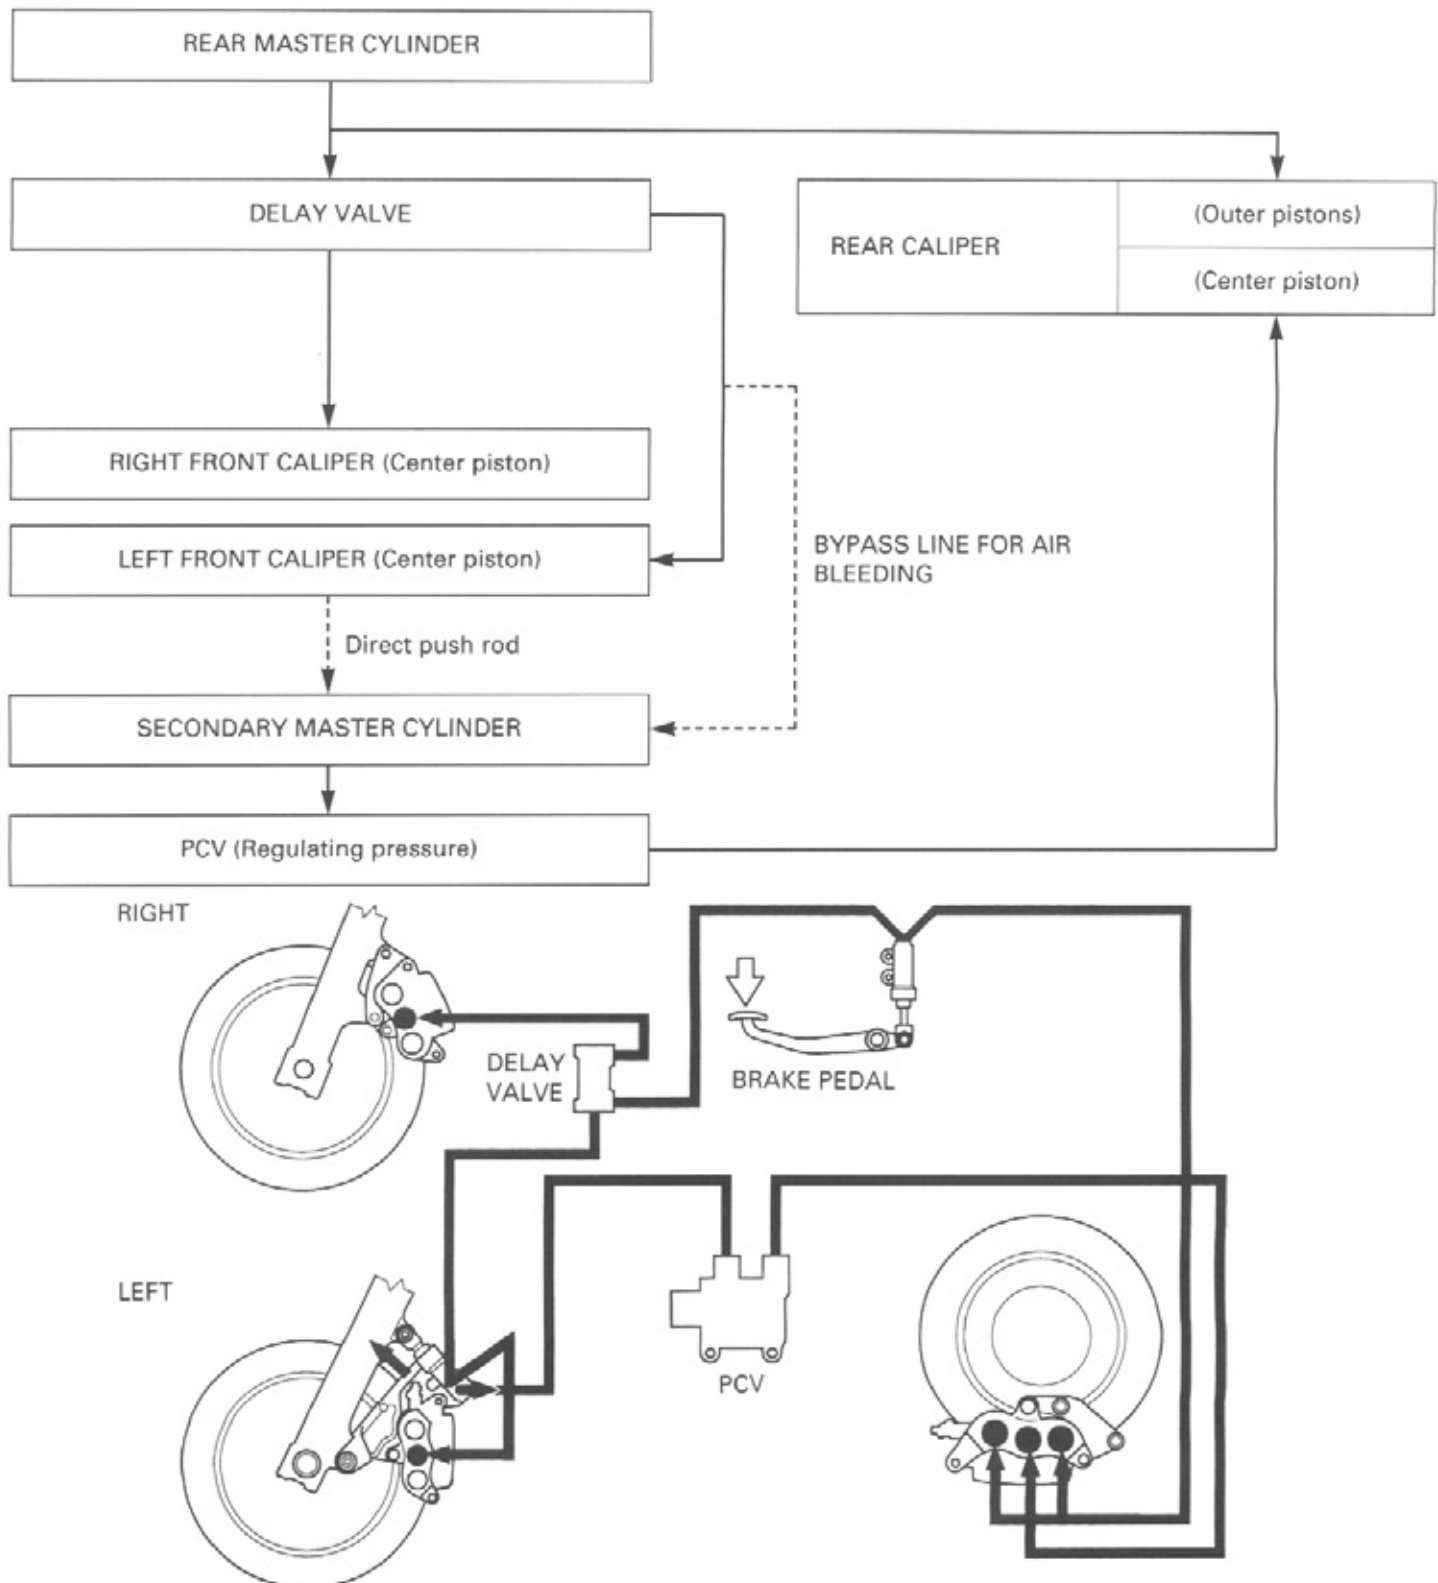 REAR MASTER CYLINDER
DELAY VALVE
REAR CALIPER
(Outer pistons)
(Center piston)
RIGHT FRONT CALIPER (Center piston)
LEFT FRONT CALIPER (Center piston)
BYPASS LINE FOR AIR
BLEEDING
Direct push rod
SECONDARY MASTER CYLINDER
PCV (Regulating pressure)
RIGHT
DELAY
VALVE
BRAKE PEDAL
LEFT
PCV